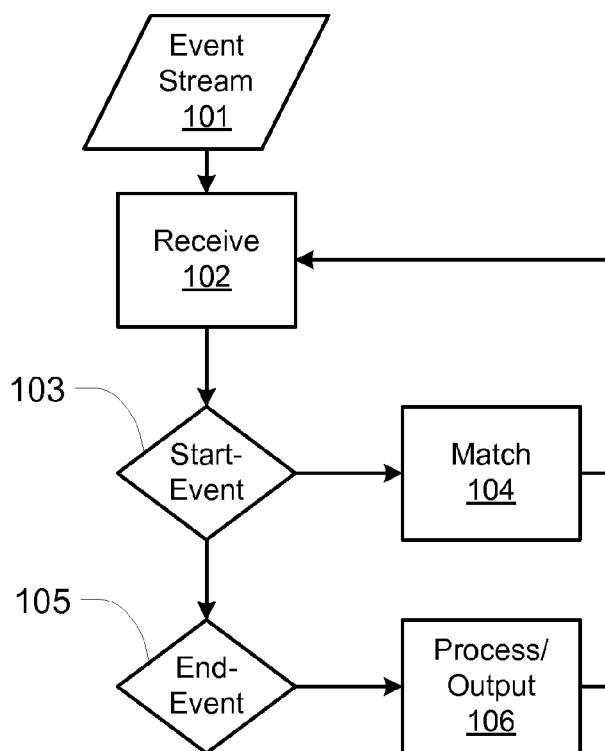 Event
Stream
101
Receive
102
103
Start-
Event
Match
104
105
End-
Event
Process/
Output
106